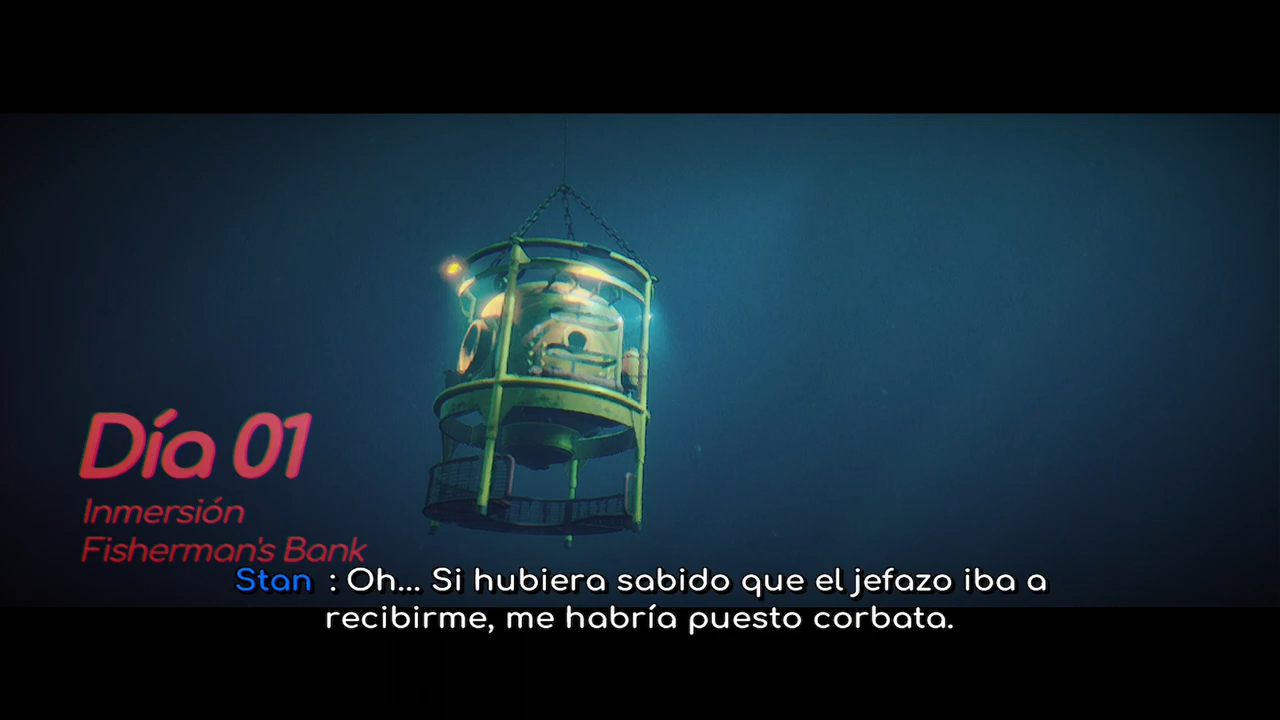 Día 01
Inmersión
Fisherman's Bank
Stan : Oh... Si hubiera sabido que el jefazo iba a
recibirme, me habría puesto corbata.